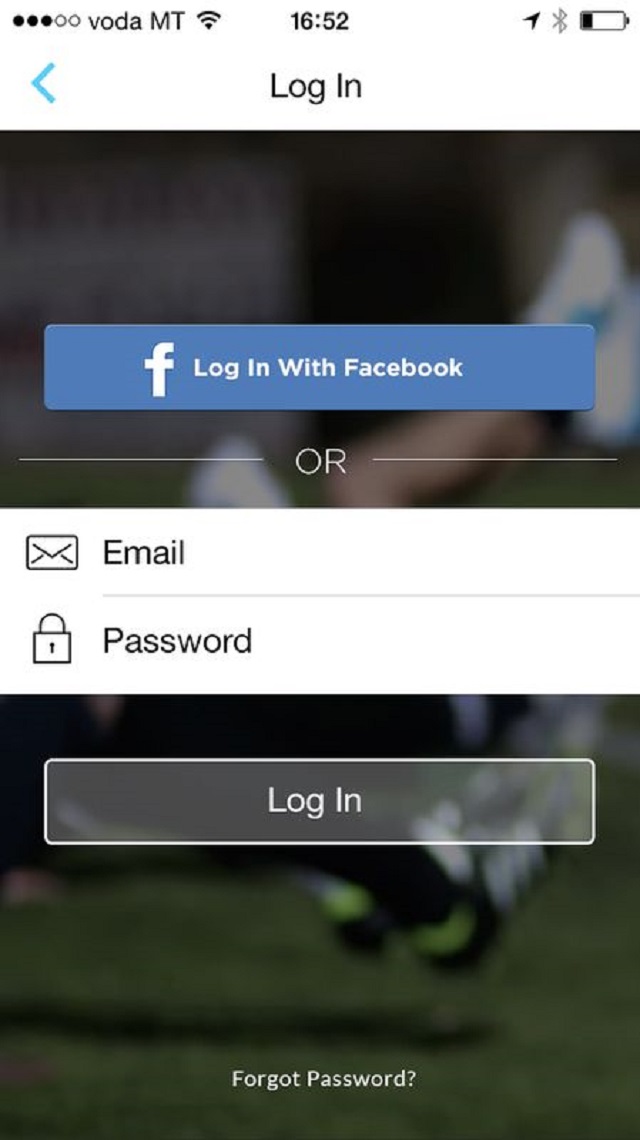 voda MT 16:52
Log In
f Log In With Facebook
OR
Email
Password
Log In
Forgot Password?